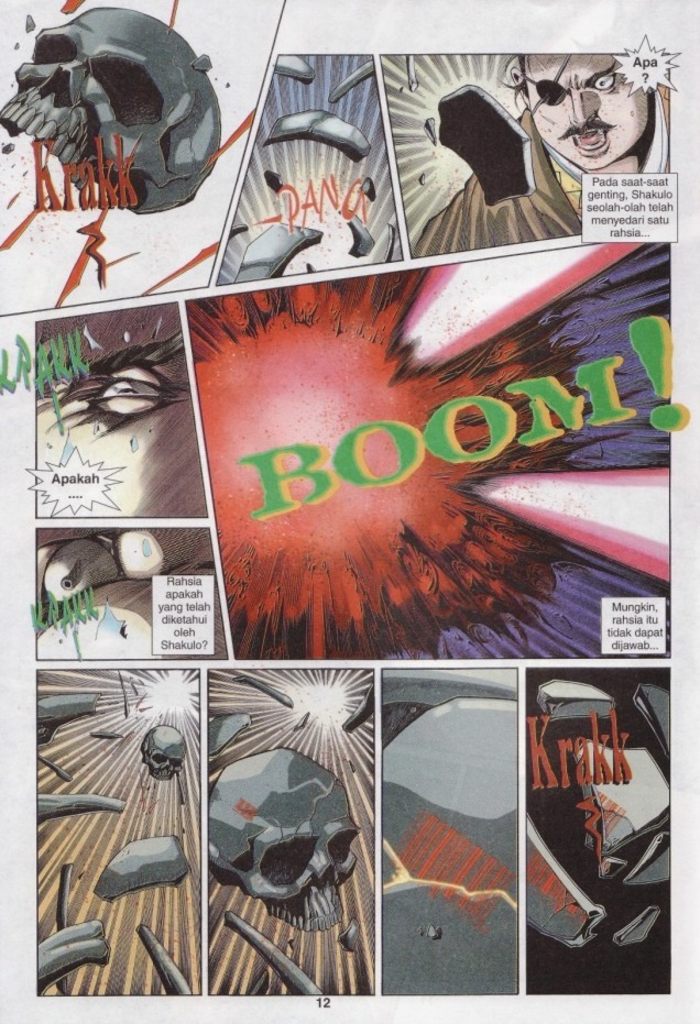 Krakk
PANG
Apa
?
Pada saat-saat
genting, Shakulo
seolah-olah telah
menyedari satu
rahsia...
KRAKK
Apakah
....
BOOM!
KRAKK
Rahsia
apakah
yang telah
diketahui
oleh
Shakulo?
Mungkin,
rahsia itu
tidak dapat
dijawab...
Krakk
12